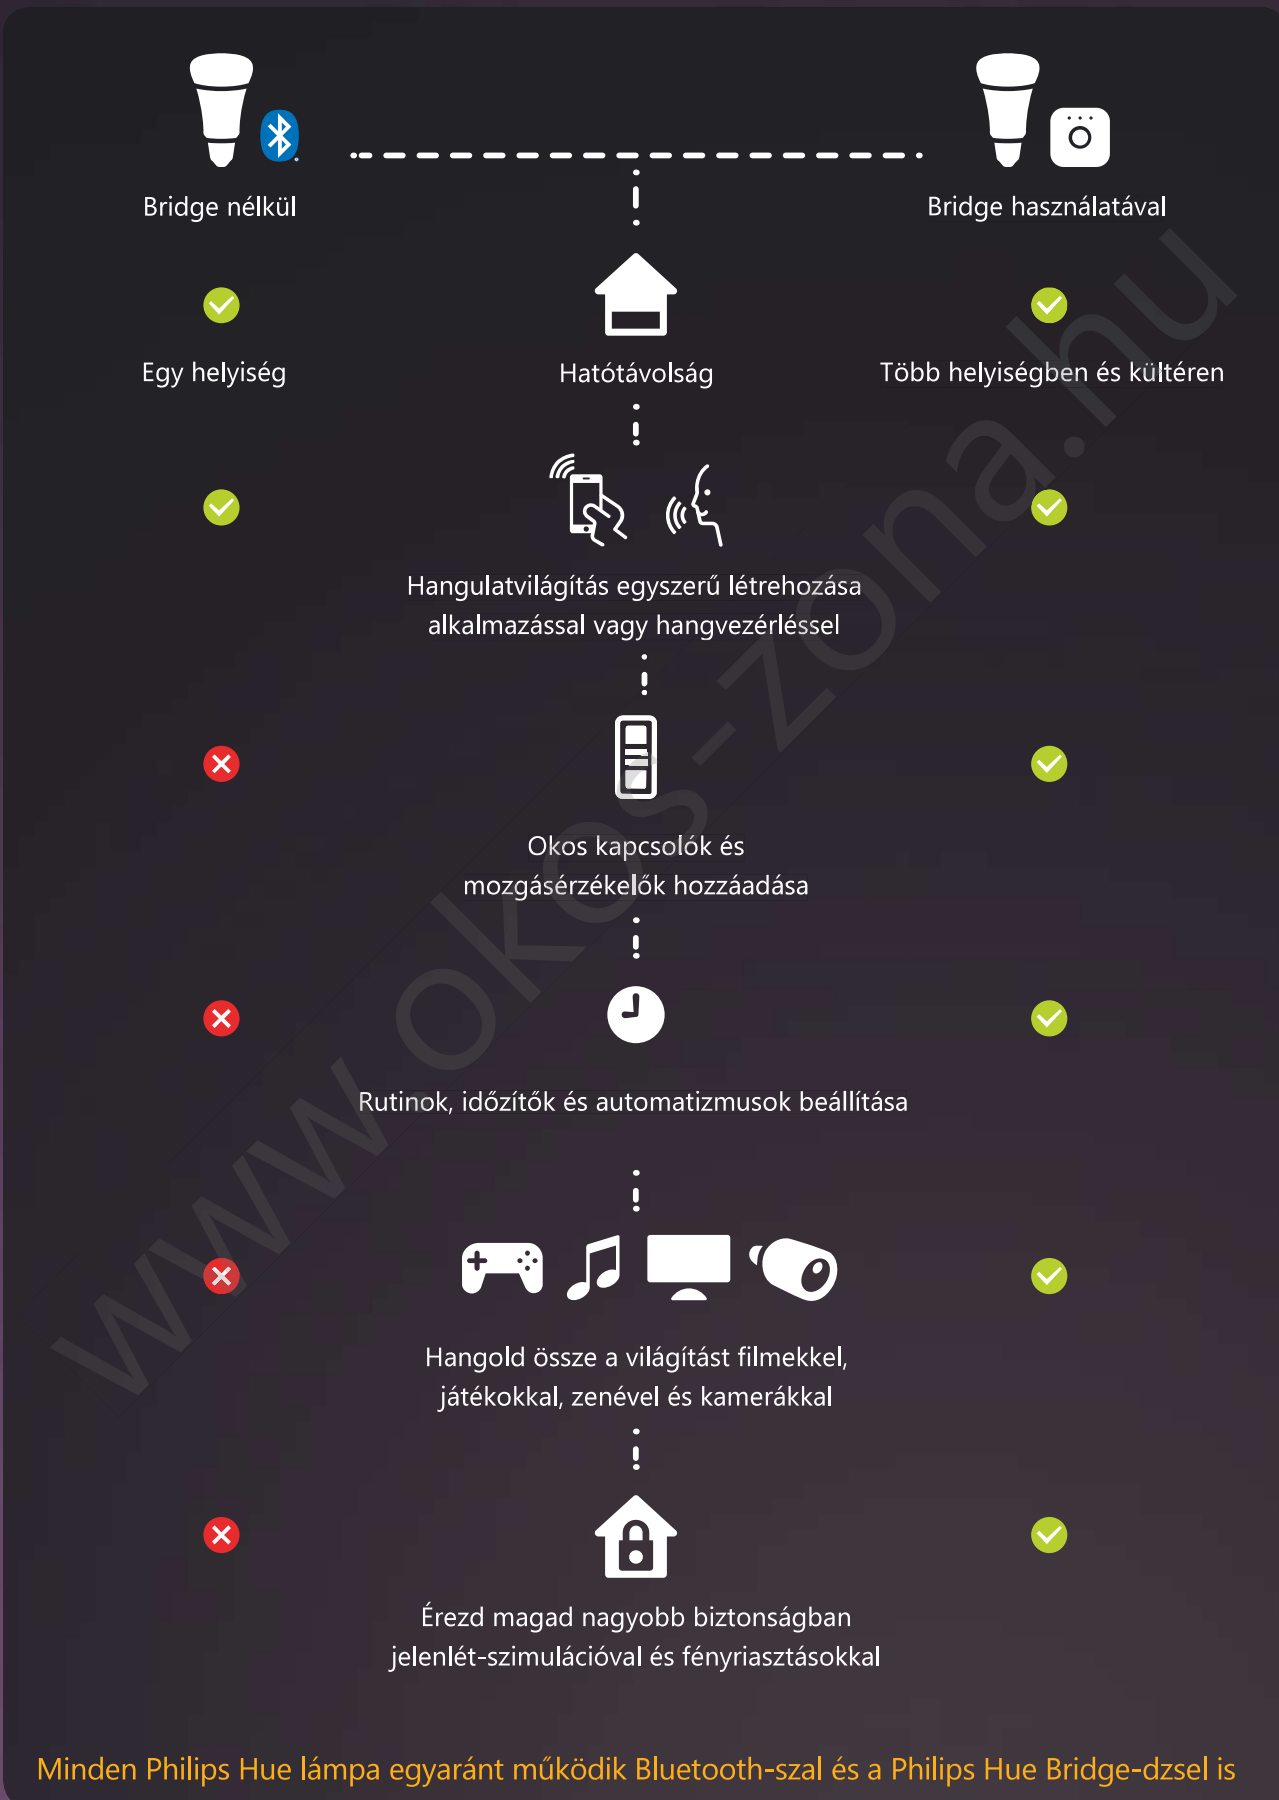 Bridge nélkül
Bridge használatával
Egy helyiség
Hatótávolság
Több helyiségben és kültéren
Hangulatvilágítás egyszerű létrehozása
alkalmazással vagy hangvezérléssel
Okos kapcsolók és
mozgásérzékelők hozzáadása
Rutinok, időzítők és automatizmusok beállítása
Hangold össze a világítást filmekkel,
játékokkal, zenével és kamerákkal
Érezd magad nagyobb biztonságban
jelenlét-szimulációval és fényriasztásokkal
Minden Philips Hue lámpa egyaránt működik Bluetooth-szal és a Philips Hue Bridge-dzsel is
www.okos-zona.hu